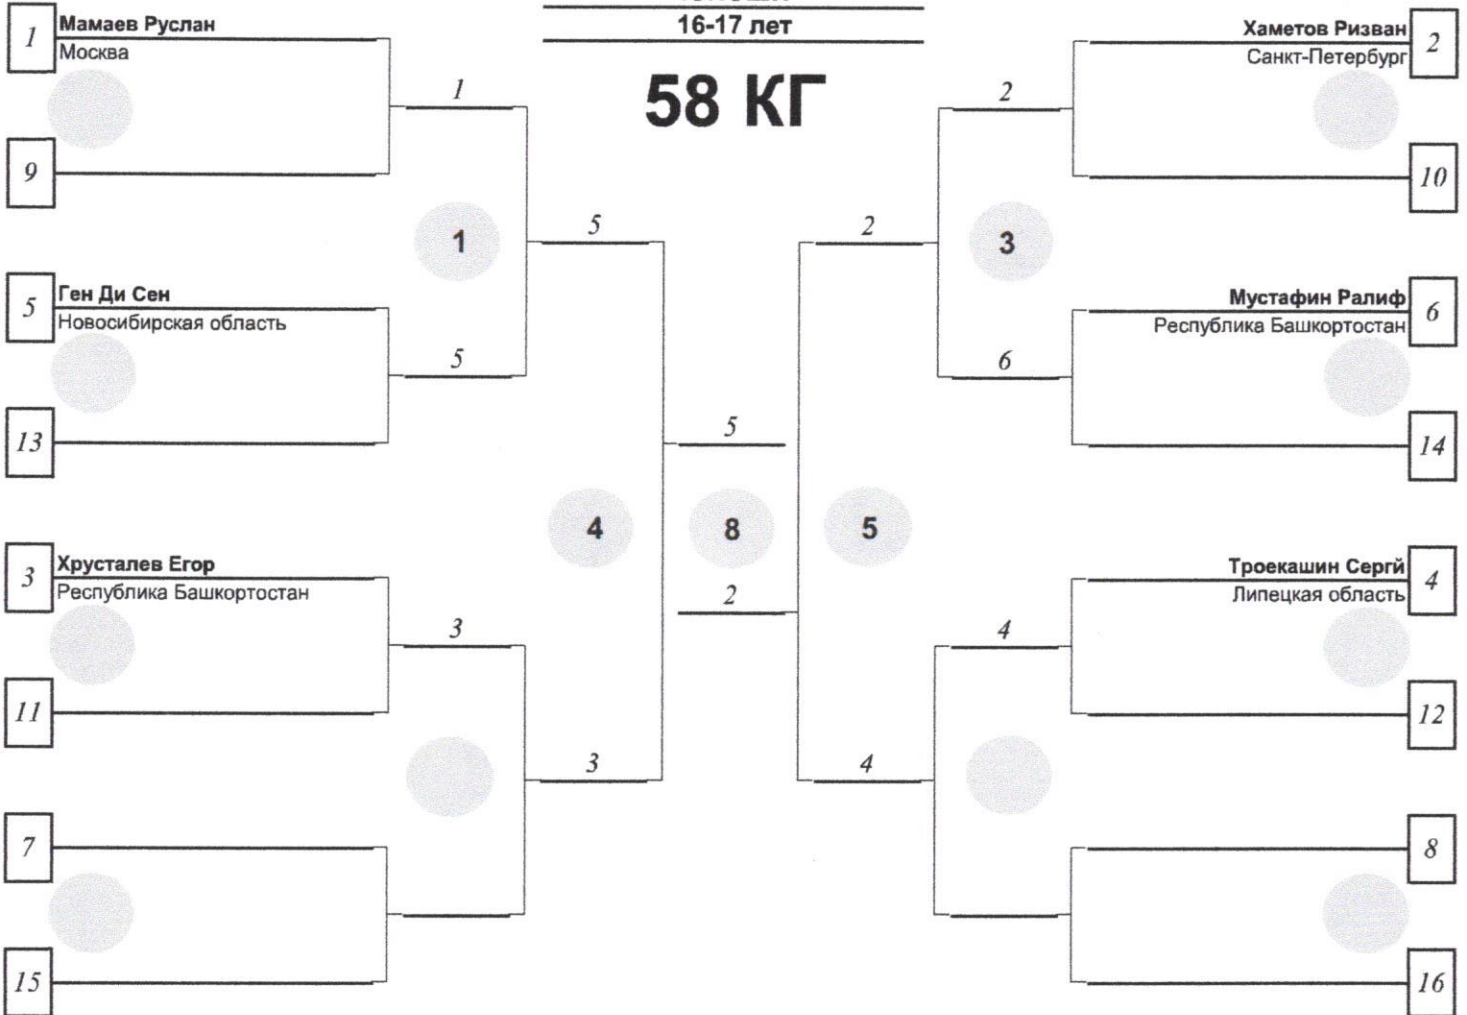 16-17 лет
58 КГ
1
Мамаев Руслан
Москва
9
5
Ген Ди Сен
Новосибирская область
13
3
Хрусталев Егор
Республика Башкортостан
11
7
15
1
5
3
1
5
3
4
5
8
2
5
2
4
3
2
6
4
Хаметов Ризван
Санкт-Петербург
2
10
Мустафин Ралиф
Республика Башкортостан
6
14
Троекашин Сергй
Липецкая область
4
12
8
16